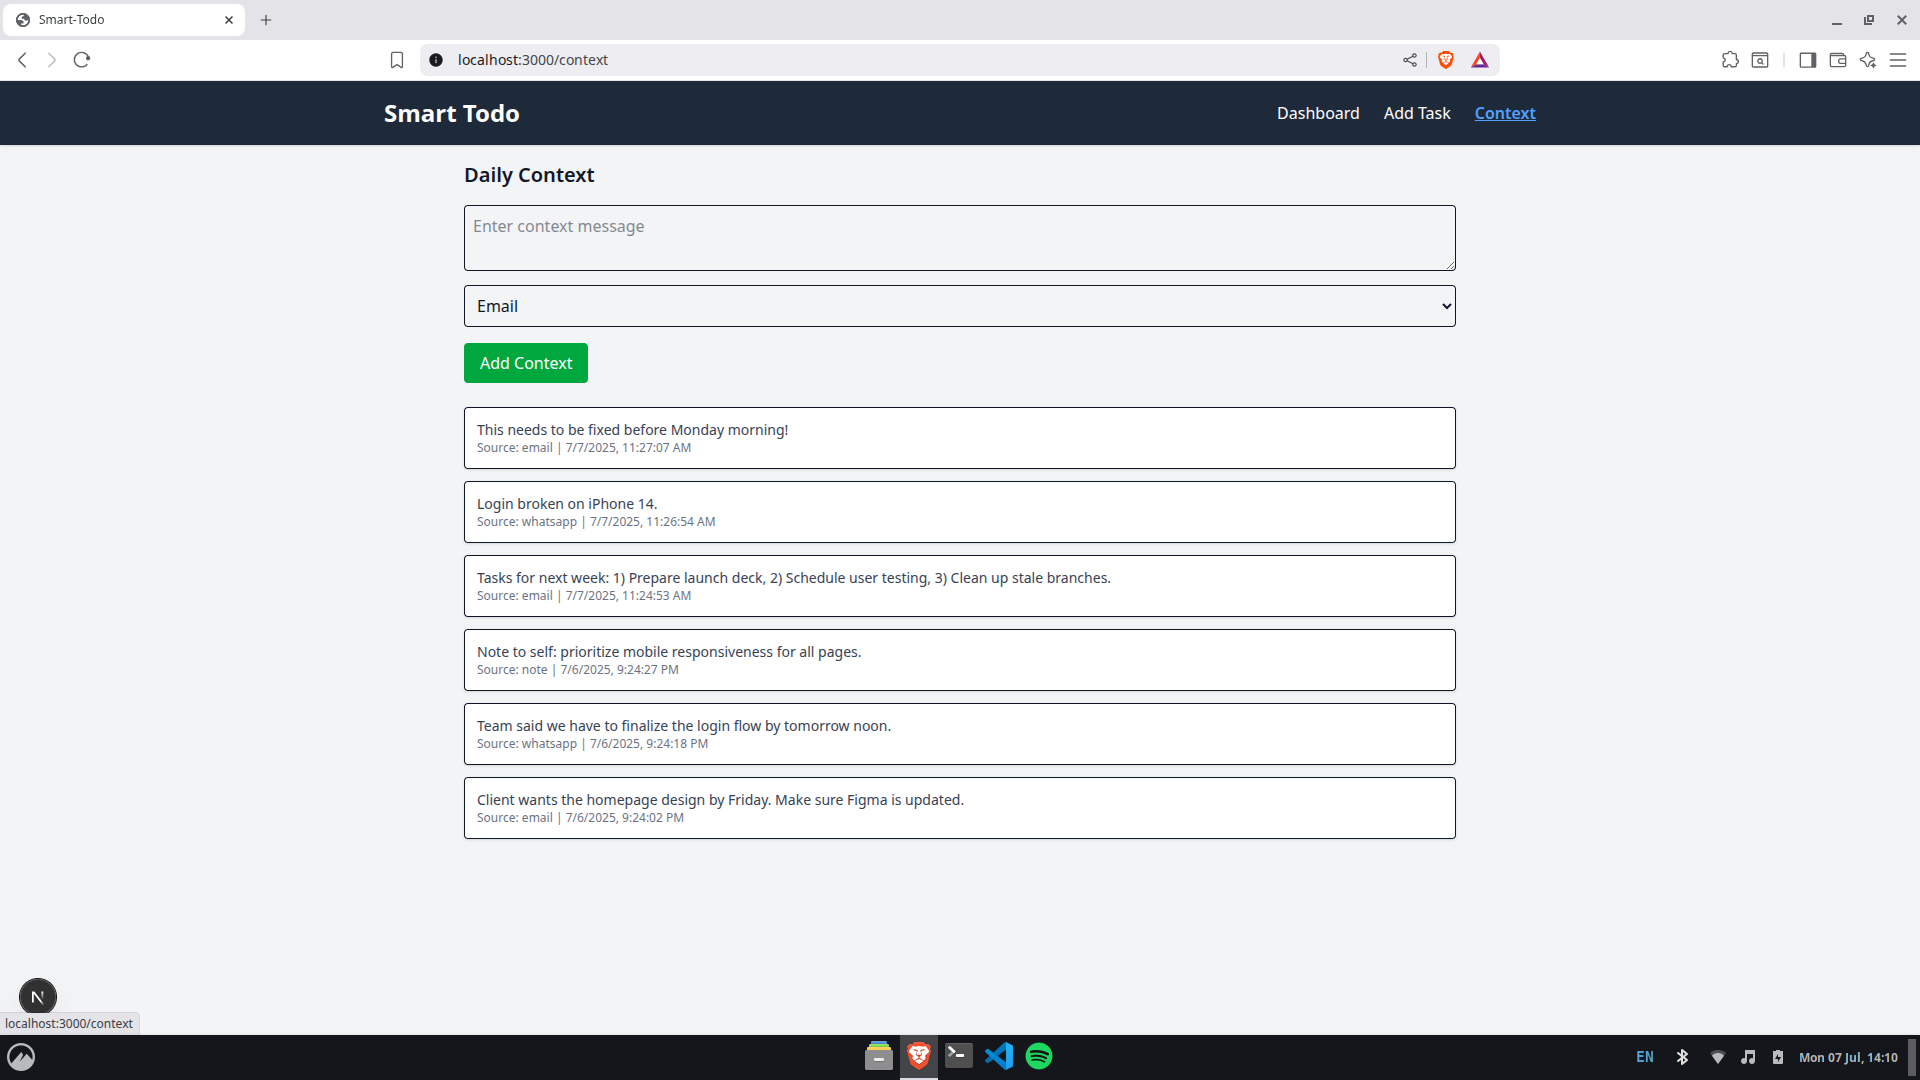 Smart-Todo
localhost:3000/context
Smart Todo
Dashboard
Add Task
Context
Daily Context
Enter context message
Email
Add Context
This needs to be fixed before Monday morning!
Source: email | 7/7/2025, 11:27:07 AM
Login broken on iPhone 14.
Source: whatsapp | 7/7/2025, 11:26:54 AM
Tasks for next week: 1) Prepare launch deck, 2) Schedule user testing, 3) Clean up stale branches.
Source: email | 7/7/2025, 11:24:53 AM
Note to self: prioritize mobile responsiveness for all pages.
Source: note | 7/6/2025, 9:24:27 PM
Team said we have to finalize the login flow by tomorrow noon.
Source: whatsapp | 7/6/2025, 9:24:18 PM
Client wants the homepage design by Friday. Make sure Figma is updated.
Source: email | 7/6/2025, 9:24:02 PM
N
localhost:3000/context
EN
Mon 07 Jul, 14:10